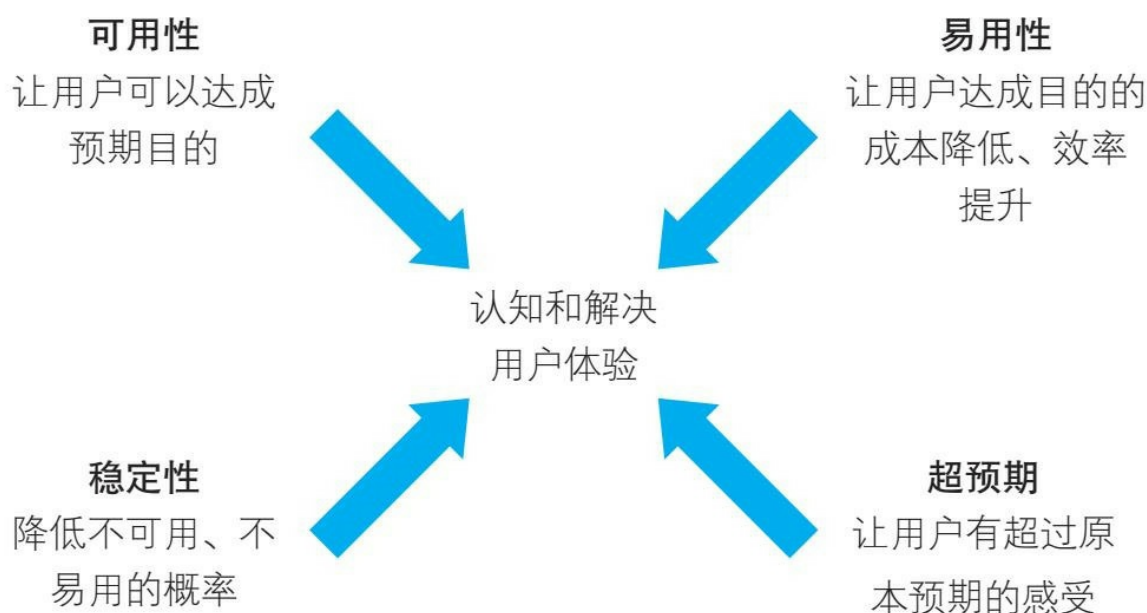 可用性
让用户可以达成
预期目的
易用性
让用户达成目的的
成本降低、效率
提升
认知和解决
用户体验
稳定性
降低不可用、不
易用的概率
超预期
让用户有超过原
本预期的感受